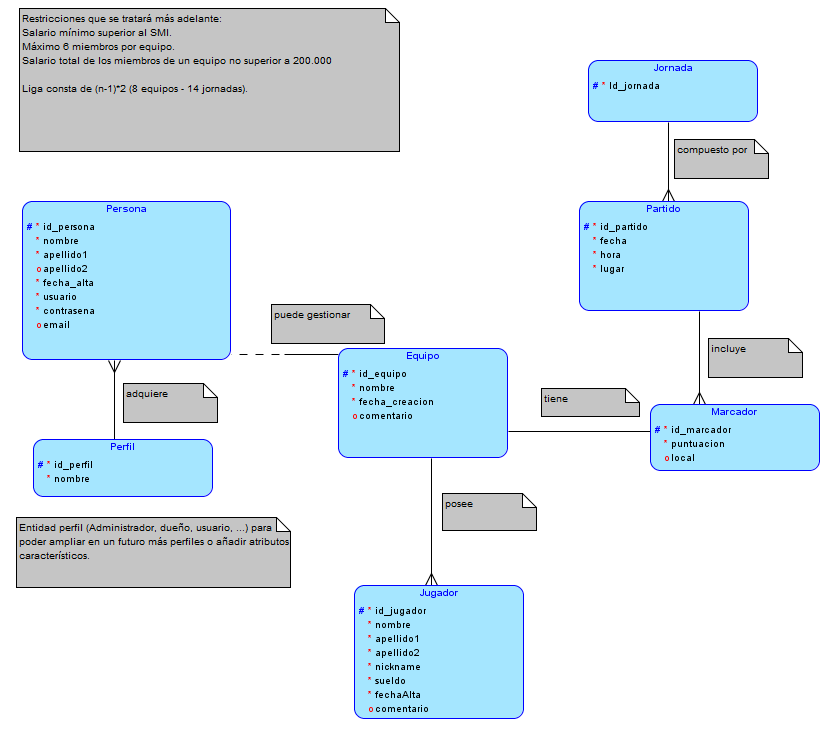 Restricciones que se tratará más adelante:
Salario mínimo superior al SMI.
Máximo 6 miembros por equipo.
Salario total de los miembros de un equipo no superior a 200.000
Liga consta de (n-1)*2 (8 equipos - 14 jornadas).
Jornada
# * Id_jornada
compuesto por
Partido
# * id_partido
* fecha
* hora
* lugar
Persona
# * id_persona
* nombre
* apellido1
o apellido2
* fecha_alta
* usuario
* contrasena
o email
puede gestionar
Equipo
# * id_equipo
* nombre
* fecha_creacion
o comentario
incluye
adquiere
tiene
Marcador
# * id_marcador
* puntuacion
o local
Perfil
# * id_perfil
* nombre
posee
Entidad perfil (Administrador, dueño, usuario, ...) para
poder ampliar en un futuro más perfiles o añadir atributos
característicos.
Jugador
# * id_jugador
* nombre
* apellido1
* apellido2
* nickname
* sueldo
* fechaAlta
o comentario